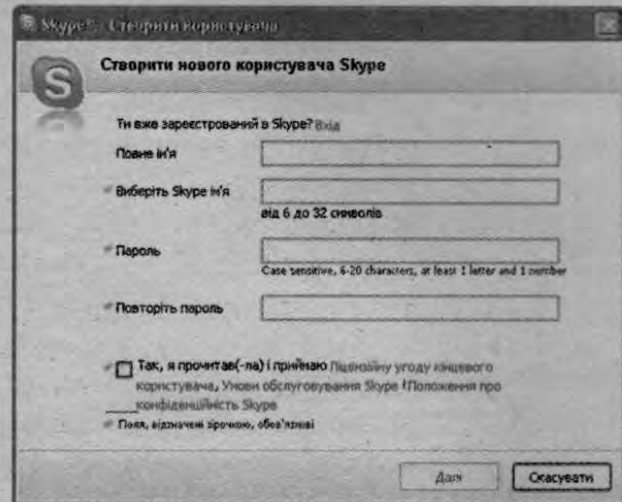 Skype™ - Створити користувача
Створити нового користувача Skype
Ти вже зареєстрований в Skype? Вхід
Повне ім'я
* Виберіть Skype ім'я
від 6 до 32 символів
* Пароль
Case sensitive, 6-20 characters, at least 1 letter and 1 number
* Повторіть пароль
* Так, я прочитав(-ла) і приймаю Ліцензійну угоду кінцевого
користувача, Умови обслуговування Skype і Положення про
конфіденційність Skype
* Поля, відзначені зірочкою, обов'язкові
Далі Скасувати